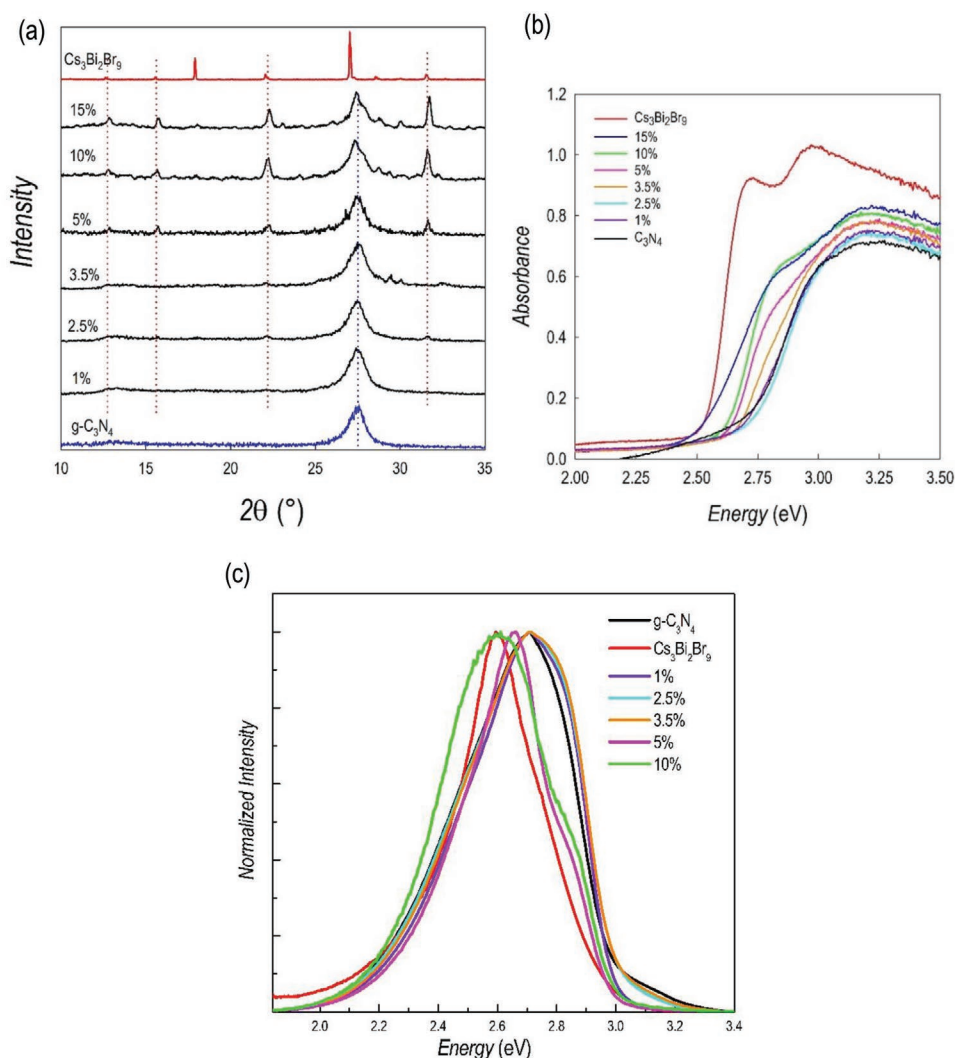 (a)
Cs₃Bi₂Br₉
15%
10%
5%
3.5%
2.5%
1%
g-C₃N₄
Intensity
10 15 20 25 30 35
2θ (°)
(b)
1.2
1.0
0.8
0.6
0.4
0.2
0.0
Absorbance
Cs₃Bi₂Br₉
15%
10%
5%
3.5%
2.5%
1%
C₃N₄
2.00 2.25 2.50 2.75 3.00 3.25 3.50
Energy (eV)
(c)
g-C₃N₄
Cs₃Bi₂Br₉
1%
2.5%
3.5%
5%
10%
Normalized Intensity
2.0 2.2 2.4 2.6 2.8 3.0 3.2 3.4
Energy (eV)